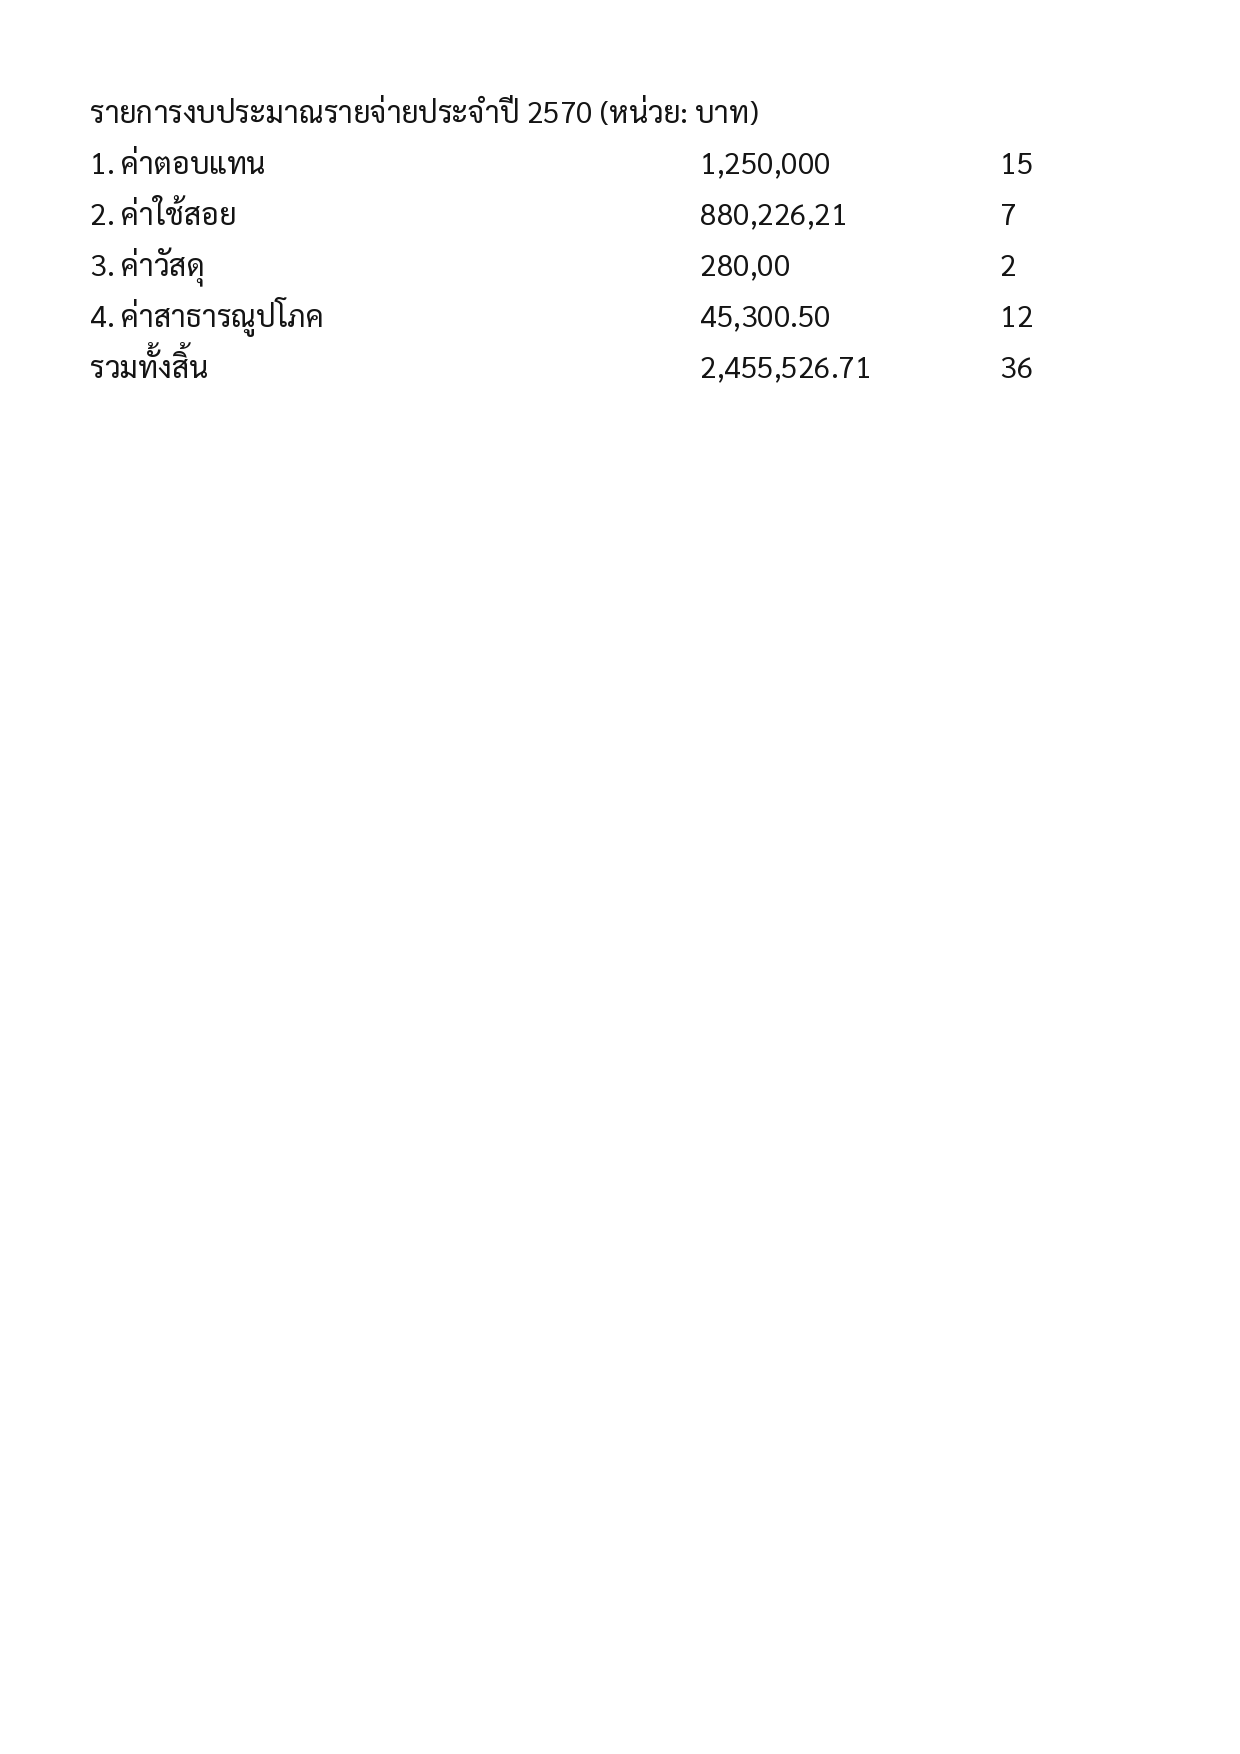 รายการงบประมาณรายจ่ายประจำปี 2570 (หน่วย: บาท)
1. ค่าตอบแทน 1,250,000 15
2. ค่าใช้สอย 880,226,21 7
3. ค่าวัสดุ 280,00 2
4. ค่าสาธารณูปโภค 45,300.50 12
รวมทั้งสิ้น 2,455,526.71 36